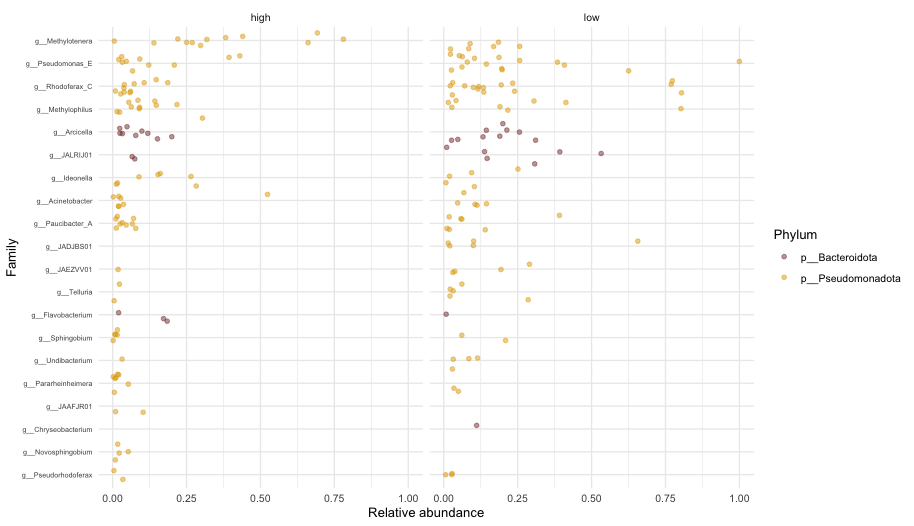 high
low
Family
g__Methylotenera
g__Pseudomonas_E
g__Rhodoferax_C
g__Methylophilus
g__Arcicella
g__JALRIJ01
g__Ideonella
g__Acinetobacter
g__Paucibacter_A
g__JADJBS01
g__JAEZVV01
g__Telluria
g__Flavobacterium
g__Sphingobium
g__Undibacterium
g__Pararheinheimera
g__JAAFJR01
g__Chryseobacterium
g__Novosphingobium
g__Pseudorhodoferax
0.00 0.25 0.50 0.75 1.00
0.00 0.25 0.50 0.75 1.00
Relative abundance
Phylum
p__Bacteroidota
p__Pseudomonadota